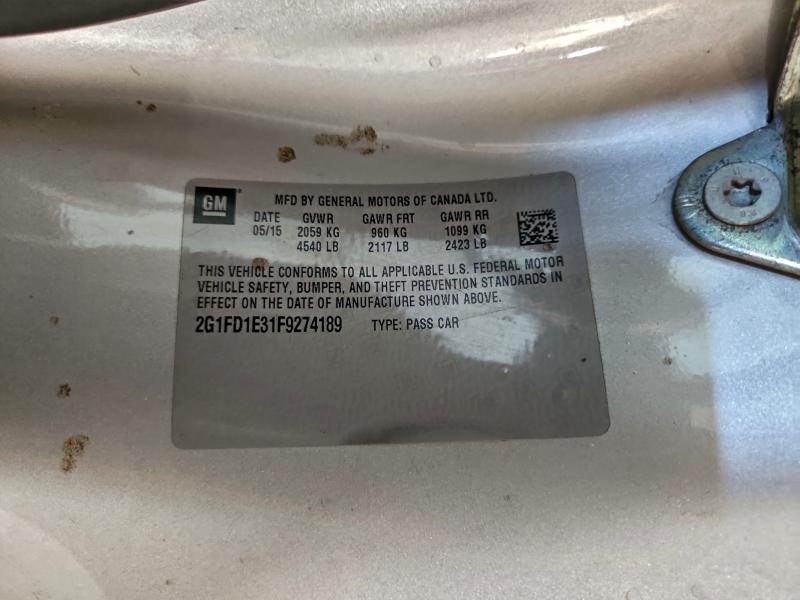 GM
MFD BY GENERAL MOTORS OF CANADA LTD.
DATE GVWR GAWR FRT GAWR RR
05/15 2059 KG 960 KG 1099 KG
4540 LB 2117 LB 2423 LB
THIS VEHICLE CONFORMS TO ALL APPLICABLE U.S. FEDERAL MOTOR
VEHICLE SAFETY, BUMPER, AND THEFT PREVENTION STANDARDS IN
EFFECT ON THE DATE OF MANUFACTURE SHOWN ABOVE.
2G1FD1E31F9274189 TYPE: PASS CAR